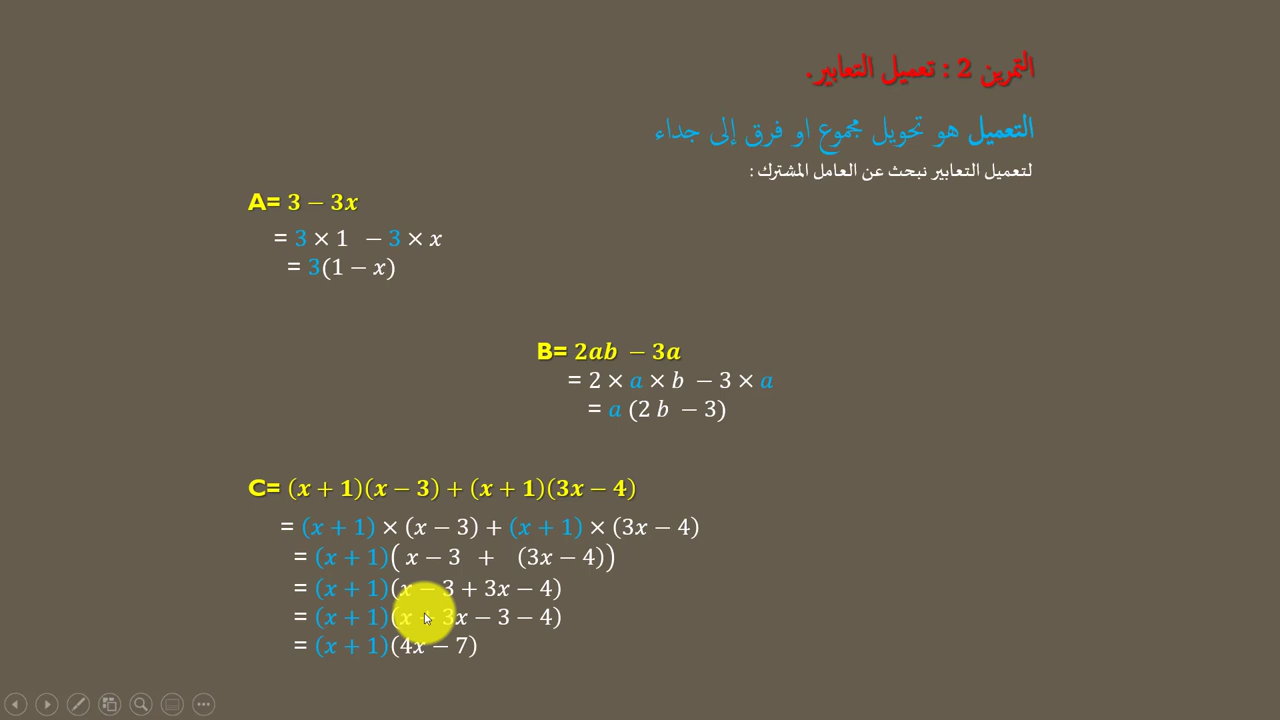 التمرين 2 : تعميل التعابير.
التعميل هو تحويل مجموع او فرق إلى جداء
لتعميل التعابير نبحث عن العامل المشترك :
A= 3 − 3x
= 3 × 1 − 3 × x
= 3(1 − x)
B= 2ab − 3a
= 2 × a × b − 3 × a
= a (2 b − 3)
C= (x + 1)(x − 3) + (x + 1)(3x − 4)
= (x + 1) × (x − 3) + (x + 1) × (3x − 4)
= (x + 1)( x − 3 + (3x − 4))
= (x + 1)(x − 3 + 3x − 4)
= (x + 1)(x + 3x − 3 − 4)
= (x + 1)(4x − 7)